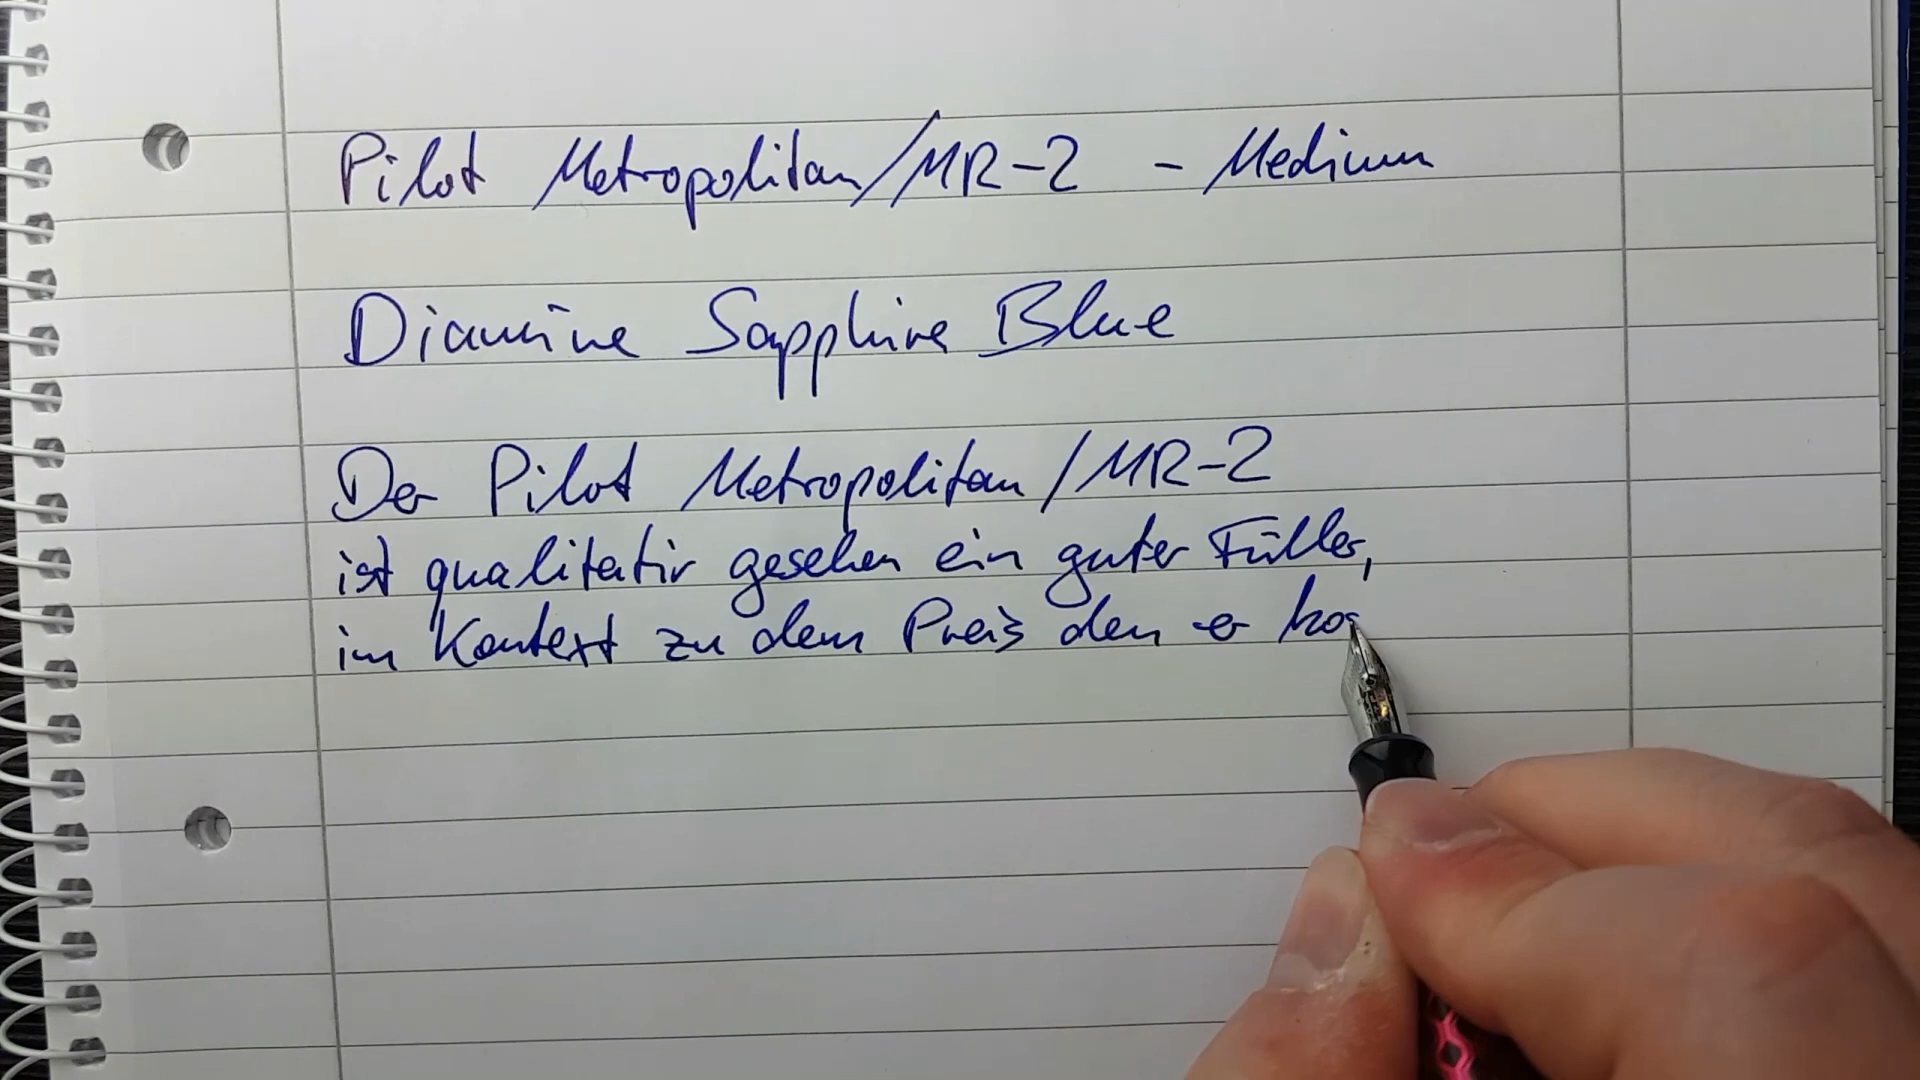 Pilot Metropolitan/MR-2 - Medium
Diamine Sapphire Blue
Der Pilot Metropolitan/MR-2
ist qualitativ gesehen ein guter Füller,
im Kontext zu dem Preis den er kos